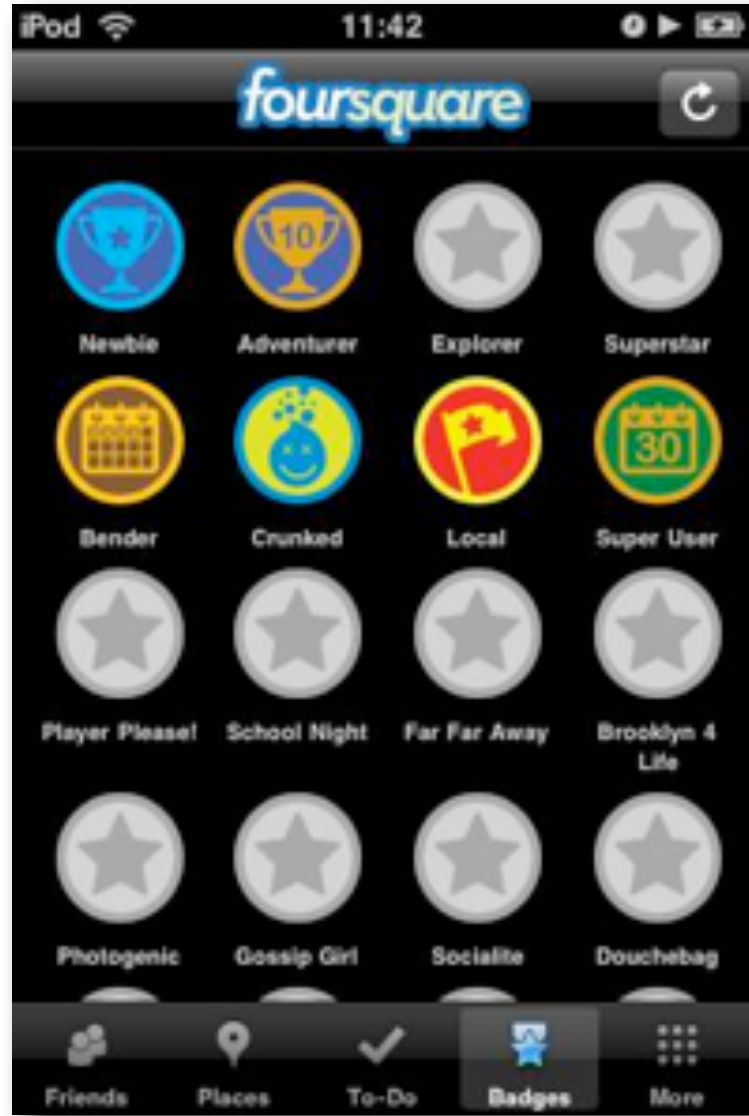 iPod 11:42
foursquare
10
Newbie Adventurer Explorer Superstar
30
Bender Crunked Local Super User
Player Please! School Night Far Far Away Brooklyn 4
Life
Photogenic Gossip Girl Socialite Douchebag
Friends Places To-Do Badges More